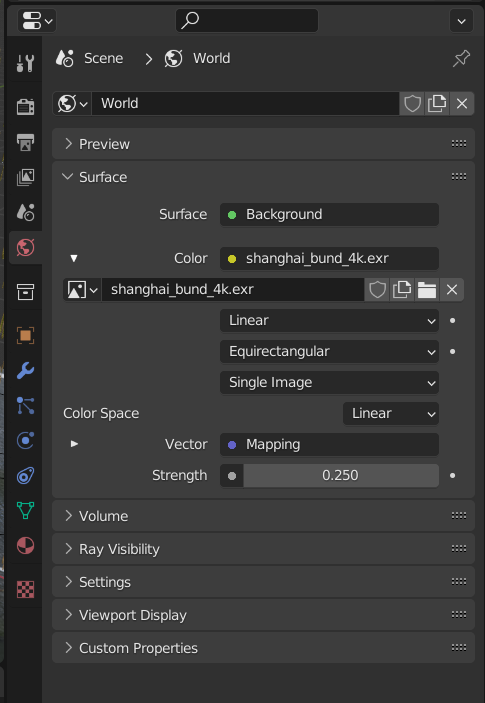 Scene > World
World
Preview
Surface
Surface Background
Color shanghai_bund_4k.exr
shanghai_bund_4k.exr
Linear
Equirectangular
Single Image
Color Space Linear
Vector Mapping
Strength 0.250
Volume
Ray Visibility
Settings
Viewport Display
Custom Properties